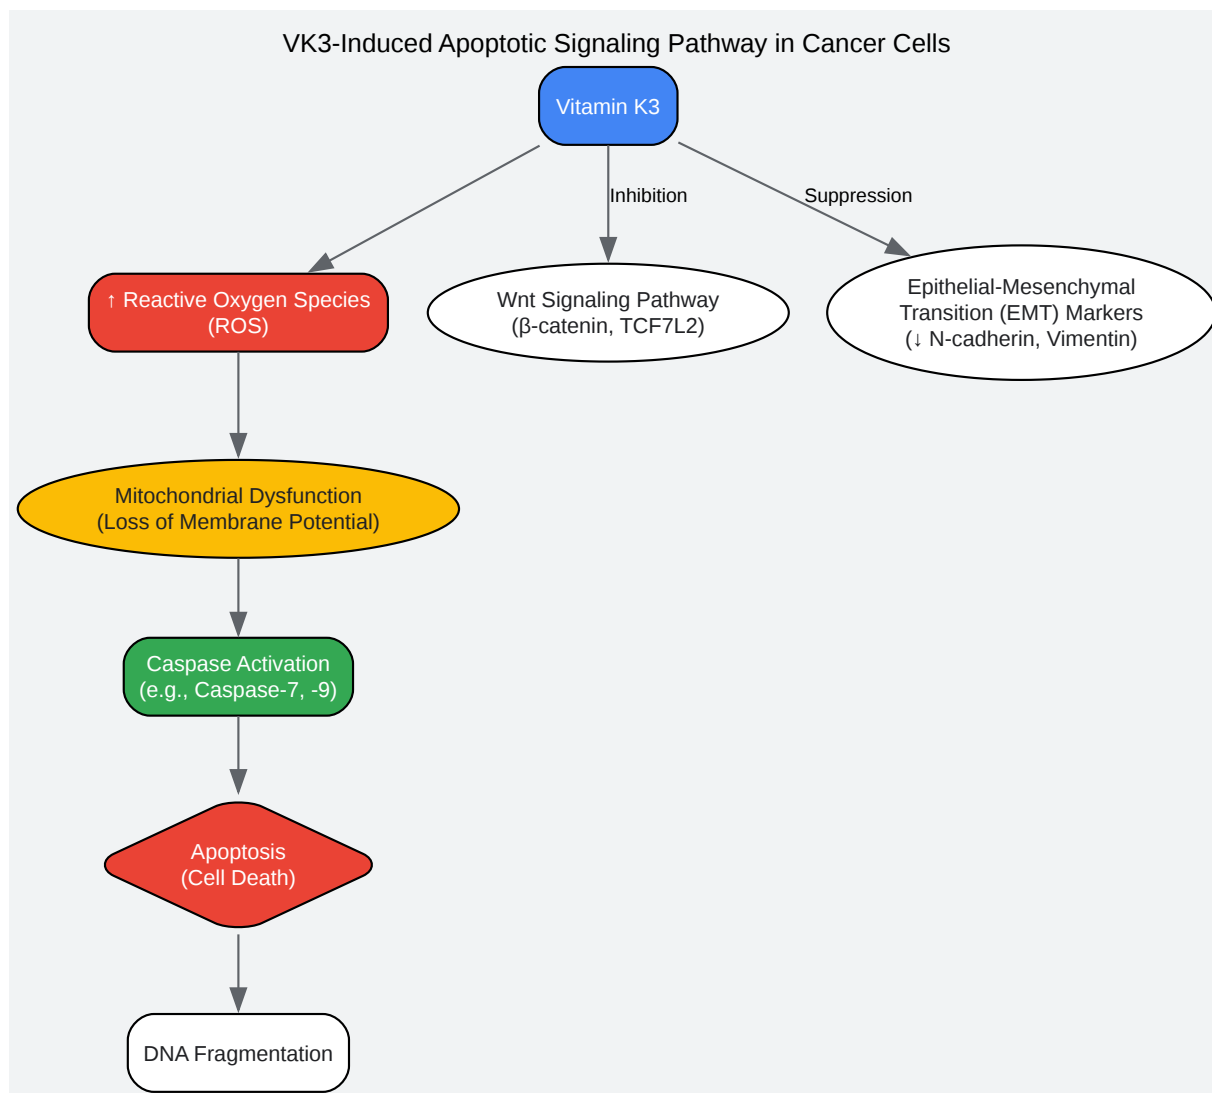 VK3-Induced Apoptotic Signaling Pathway in Cancer Cells
Vitamin K3
Inhibition
Suppression
↑ Reactive Oxygen Species
(ROS)
Wnt Signaling Pathway
(β-catenin, TCF7L2)
Epithelial-Mesenchymal
Transition (EMT) Markers
(↓ N-cadherin, Vimentin)
Mitochondrial Dysfunction
(Loss of Membrane Potential)
Caspase Activation
(e.g., Caspase-7, -9)
Apoptosis
(Cell Death)
DNA Fragmentation